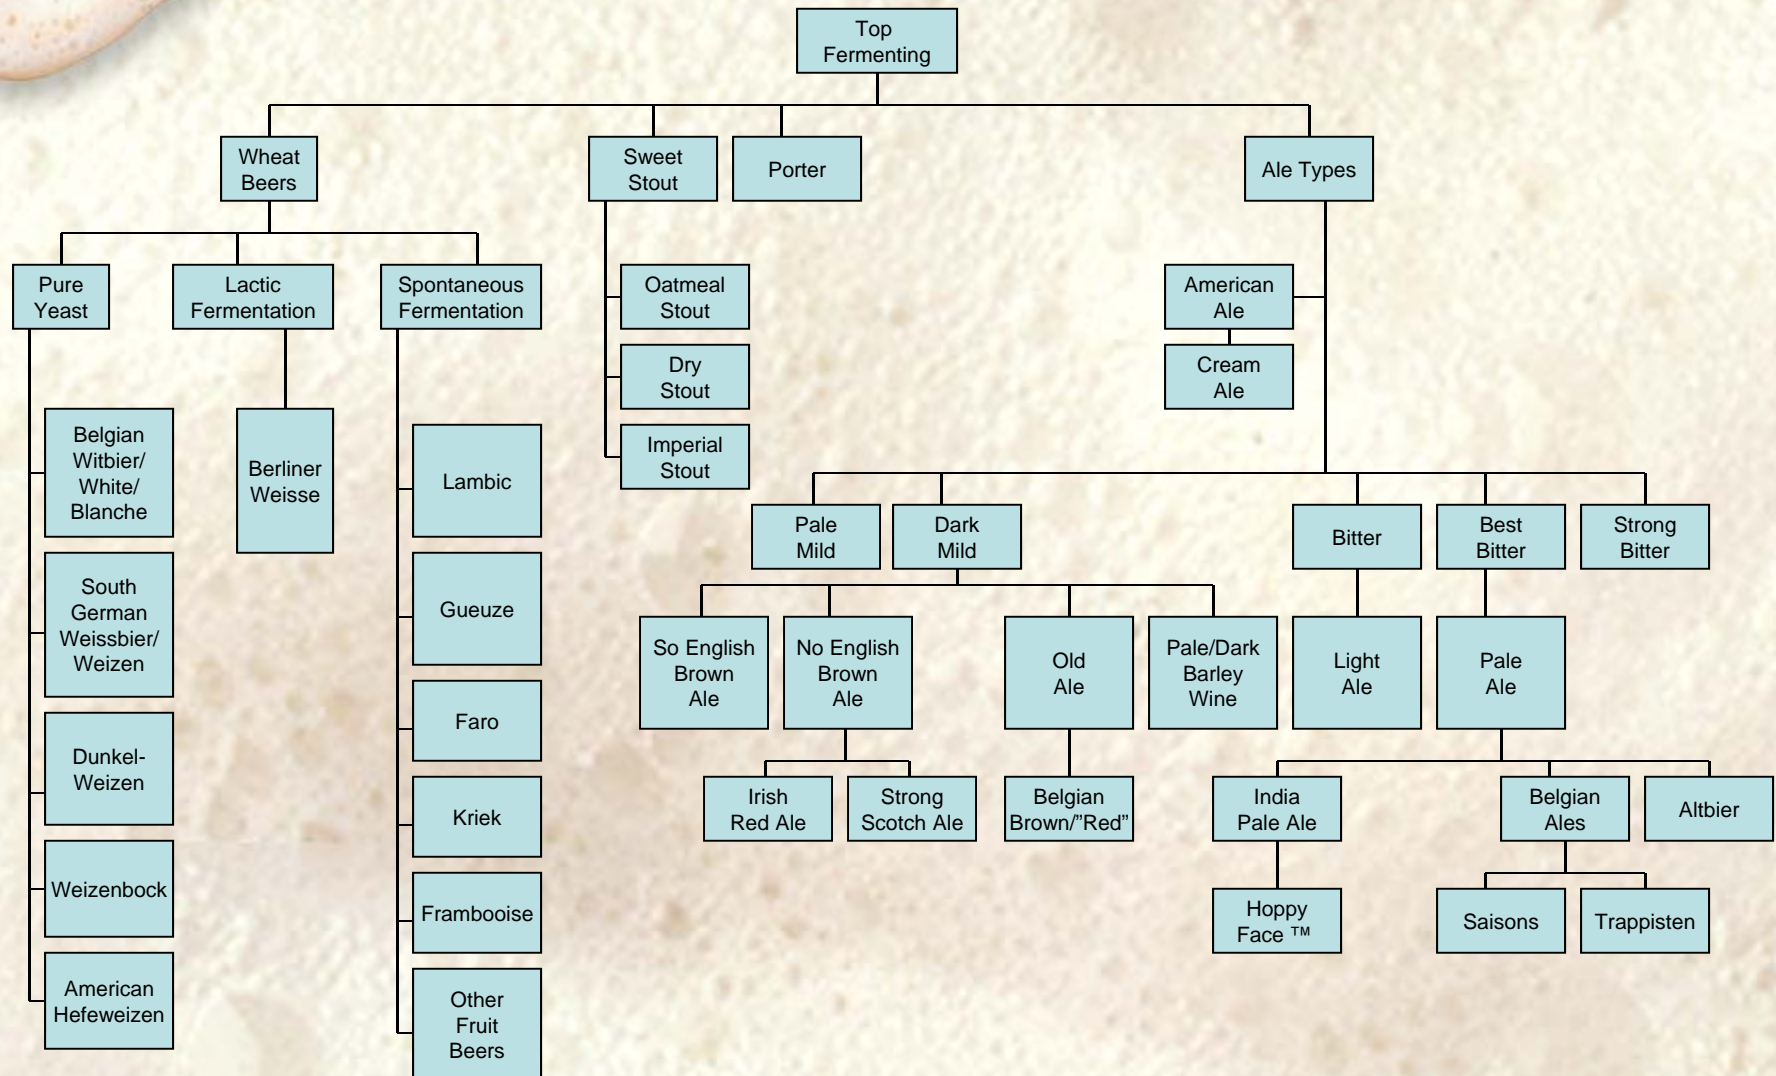 Top
Fermenting
Wheat
Beers
Sweet
Stout
Porter
Ale Types
Pure
Yeast
Lactic
Fermentation
Spontaneous
Fermentation
Oatmeal
Stout
American
Ale
Dry
Stout
Cream
Ale
Imperial
Stout
Belgian
Witbier/
White/
Blanche
Berliner
Weisse
Lambic
South
German
Weissbier/
Weizen
Gueuze
Dunkel-
Weizen
Faro
Kriek
Weizenbock
Frambooise
American
Hefeweizen
Other
Fruit
Beers
Pale
Mild
Dark
Mild
Bitter
Best
Bitter
Strong
Bitter
So English
Brown
Ale
No English
Brown
Ale
Old
Ale
Pale/Dark
Barley
Wine
Light
Ale
Pale
Ale
Irish
Red Ale
Strong
Scotch Ale
Belgian
Brown/”Red”
India
Pale Ale
Belgian
Ales
Altbier
Hoppy
Face ™
Saisons
Trappisten